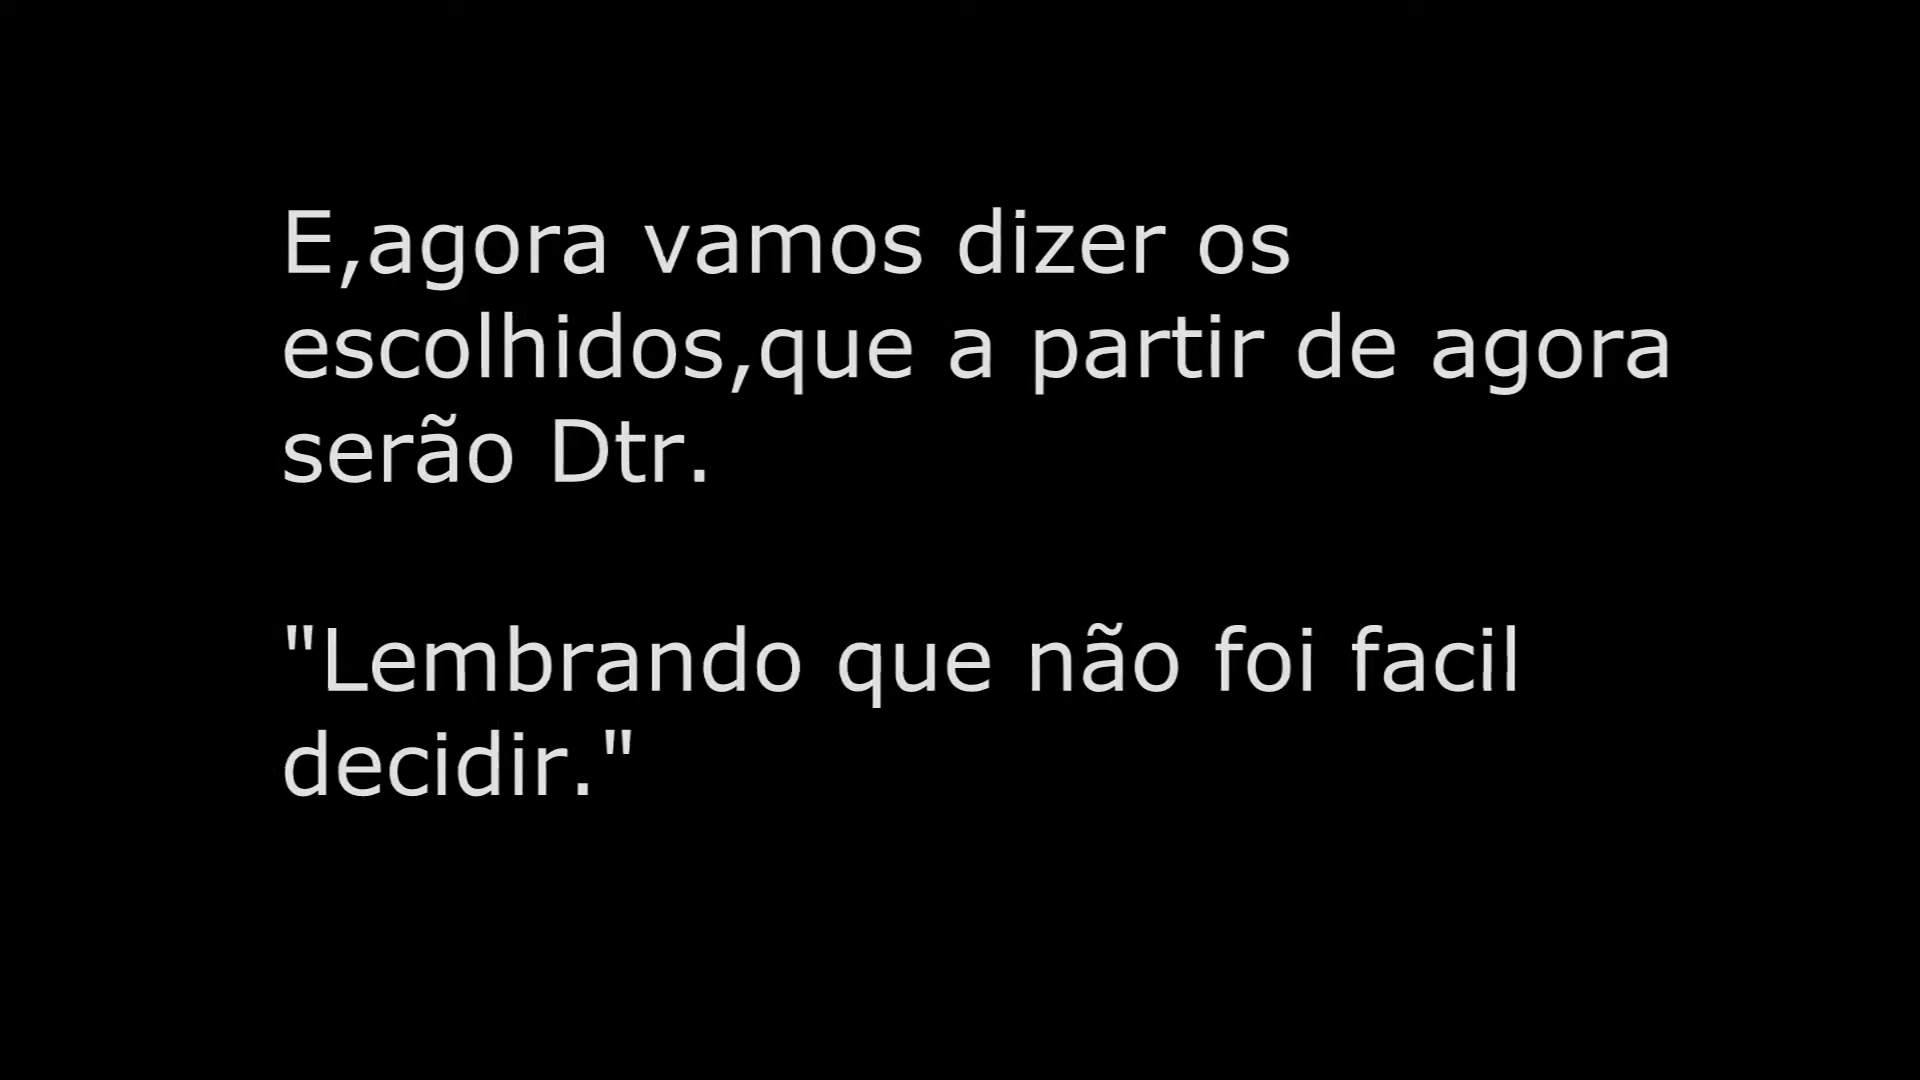 E,agora vamos dizer os
escolhidos,que a partir de agora
serão Dtr.
"Lembrando que não foi facil
decidir."